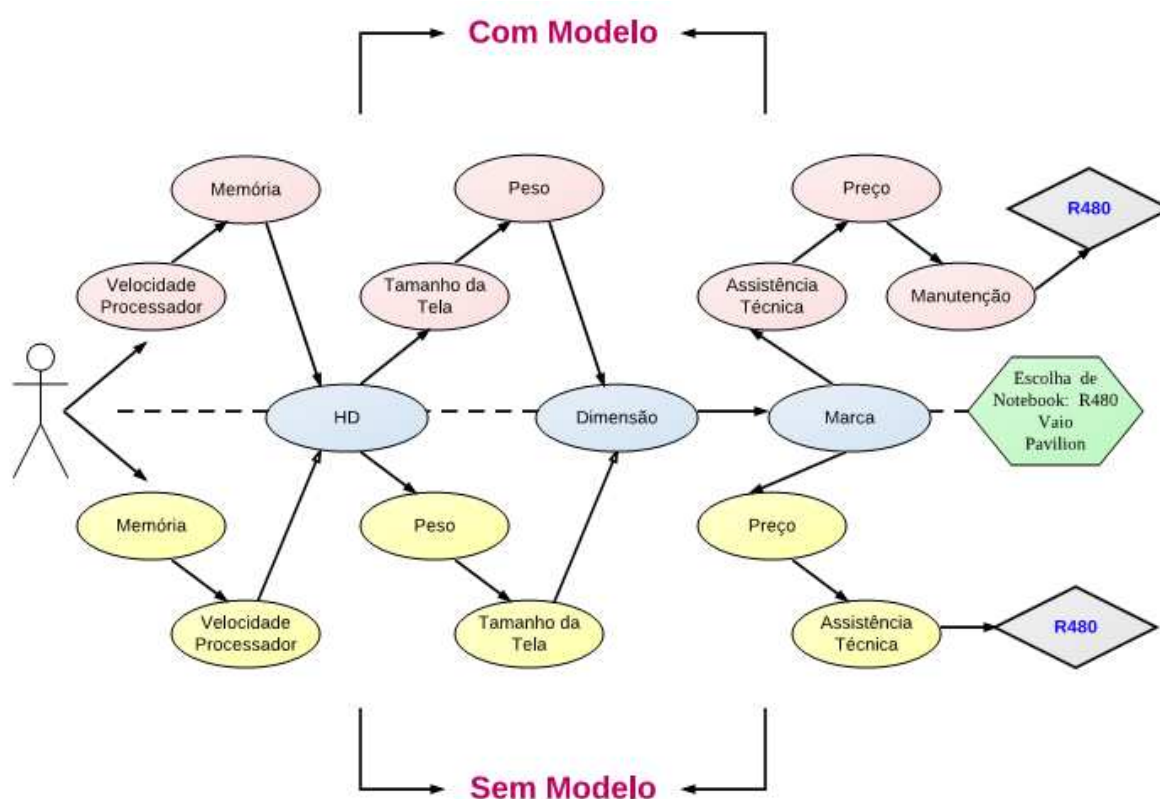 Com Modelo
Memória
Peso
Preço
R480
Velocidade
Processador
Tamanho da
Tela
Assistência
Técnica
Manutenção
HD
Dimensão
Marca
Escolha de
Notebook: R480
Vaio
Pavilion
Memória
Peso
Preço
Velocidade
Processador
Tamanho da
Tela
Assistência
Técnica
R480
Sem Modelo